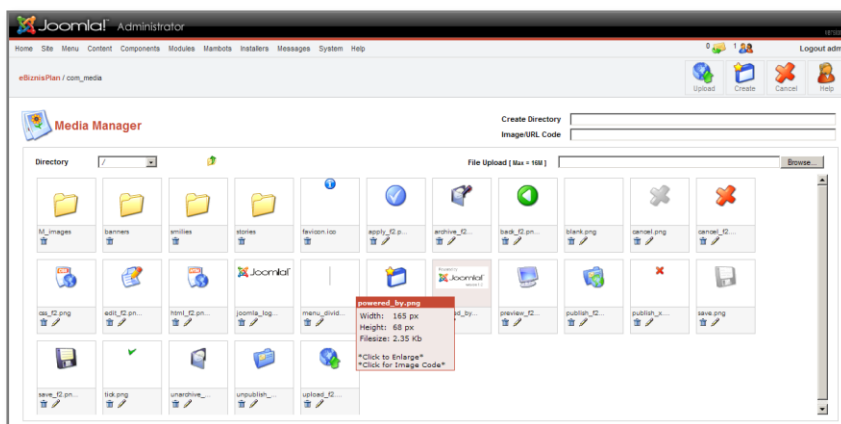 Joomla! Administrator
Home Site Menu Content Components Modules Mambots Installers Messages System Help
0 1 Logout adm
eBiznisPlan / com_media
Upload Create Cancel Help
Media Manager
Create Directory
Image/URL Code
Directory /
File Upload [ Max = 16M ] Browse...
M_images banners smilies stories favicon.ico apply_f2.p... archive_f2... back_f2.pn... blank.png cancel.png cancel_f2....
css_f2.png edit_f2.pn... html_f2.pn... joomla_log... menu_divid... ed_by... preview_f2... publish_f2... publish_x.... save.png
Joomla!
Joomla!
powered_by.png
Width: 165 px
Height: 68 px
Filesize: 2.35 Kb
*Click to Enlarge*
*Click for Image Code*
save_f2.pn... tick.png unarchive_... unpublish_... upload_f2....